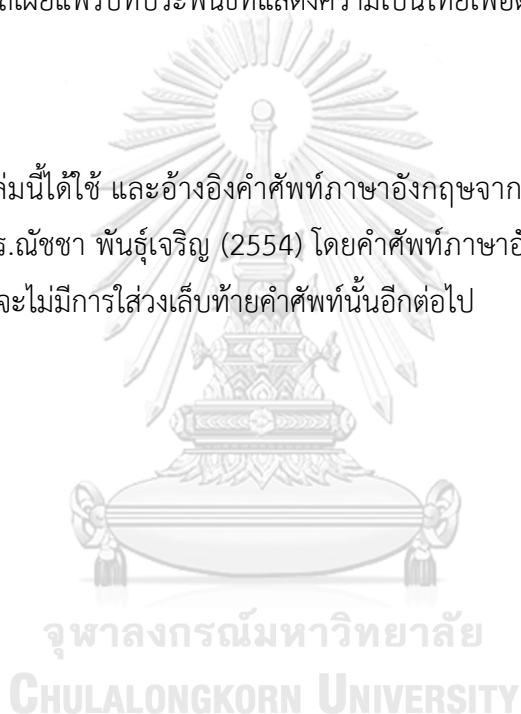 ล่มนี้ได้ใช้ และอ้างอิงคำศัพท์ภาษาอังกฤษจาก
ร.ณัชชา พันธุ์เจริญ (2554) โดยคำศัพท์ภาษาอั
จะไม่มีการใส่วงเล็บท้ายคำศัพท์นั้นอีกต่อไป
จุฬาลงกรณ์มหาวิทยาลัย
CHULALONGKORN UNIVERSITY